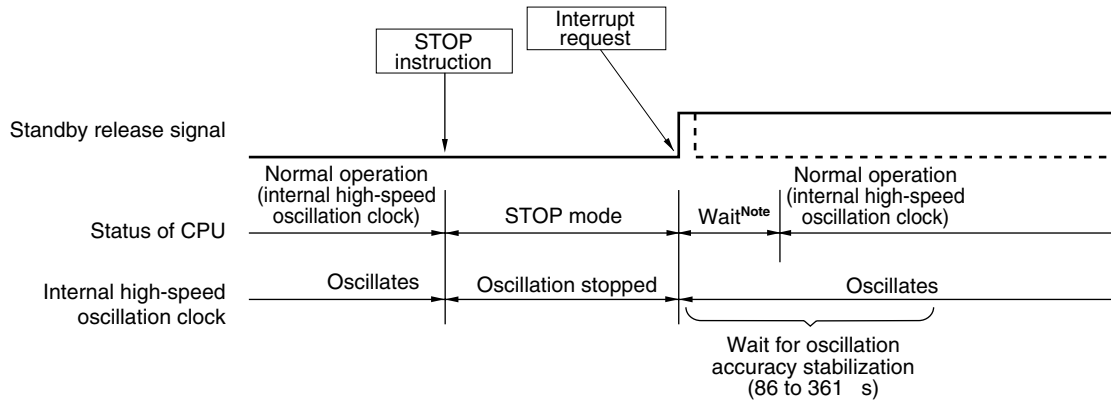 Interrupt
request
STOP
instruction
Standby release signal
Normal operation
(internal high-speed
oscillation clock)
Normal operation
(internal high-speed
oscillation clock)
Status of CPU
STOP mode
WaitNote
Internal high-speed
oscillation clock
Oscillates
Oscillation stopped
Oscillates
Wait for oscillation
accuracy stabilization
(86 to 361 s)